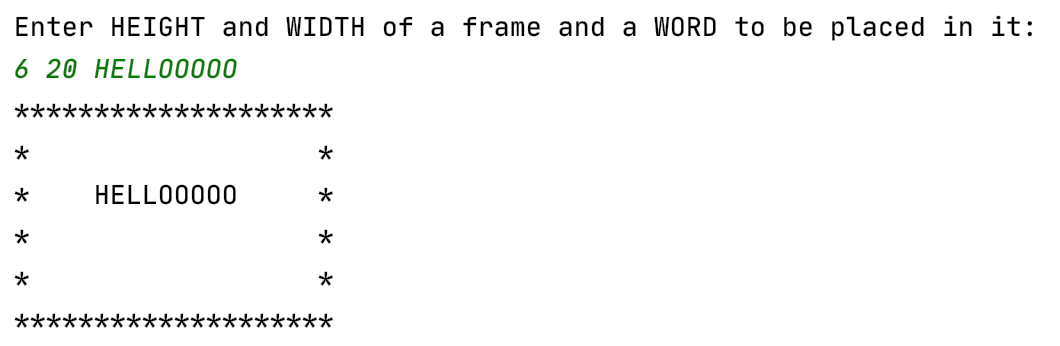 Enter HEIGHT and WIDTH of a frame and a WORD to be placed in it:
6 20 HELLOOOOO
********************
*                  *
*    HELLOOOOO     *
*                  *
*                  *
********************